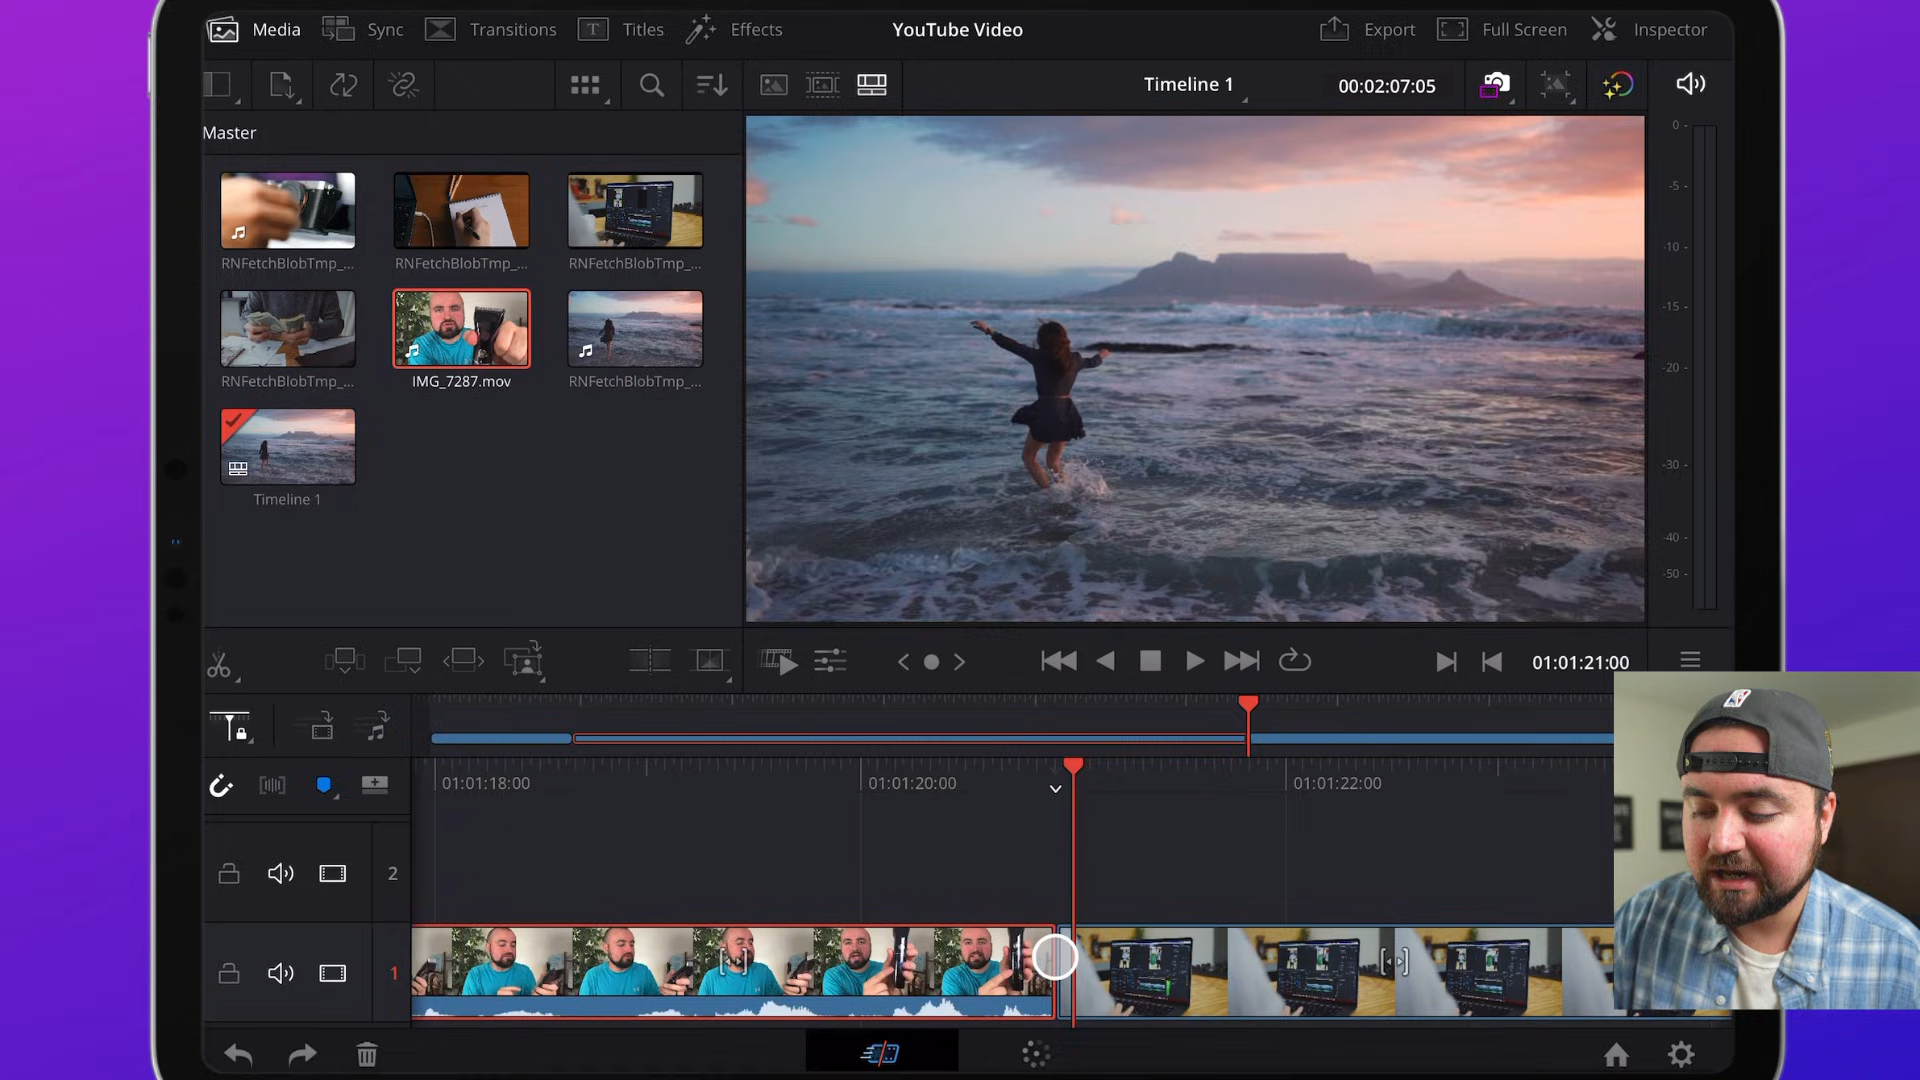 Media
Sync
Transitions
Titles
Effects
YouTube Video
Export
Full Screen
Inspector
Timeline 1
00:02:07:05
Master
0
-5
-10
-15
-20
-30
-40
-50
RNFetchBlobTmp_...
RNFetchBlobTmp_...
RNFetchBlobTmp_...
RNFetchBlobTmp_...
IMG_7287.mov
RNFetchBlobTmp_...
Timeline 1
01:01:21:00
01:01:18:00
01:01:20:00
01:01:22:00
2
1